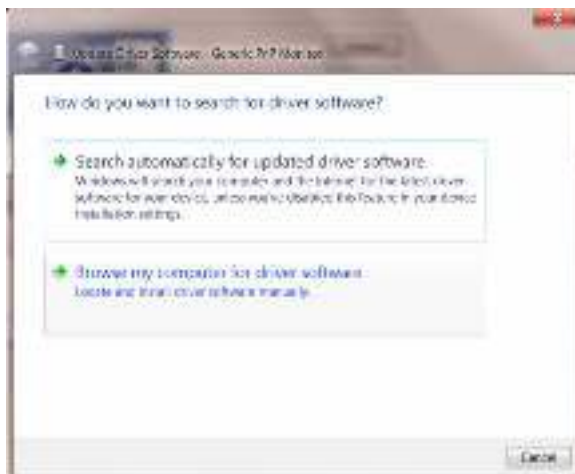 Update Driver Software - Generic PnP Monitor
How do you want to search for driver software?
Search automatically for updated driver software
Windows will search your computer and the Internet for the latest driver
software for your device, unless you've disabled this feature in your device
installation settings.
Browse my computer for driver software
Locate and install driver software manually.
Cancel